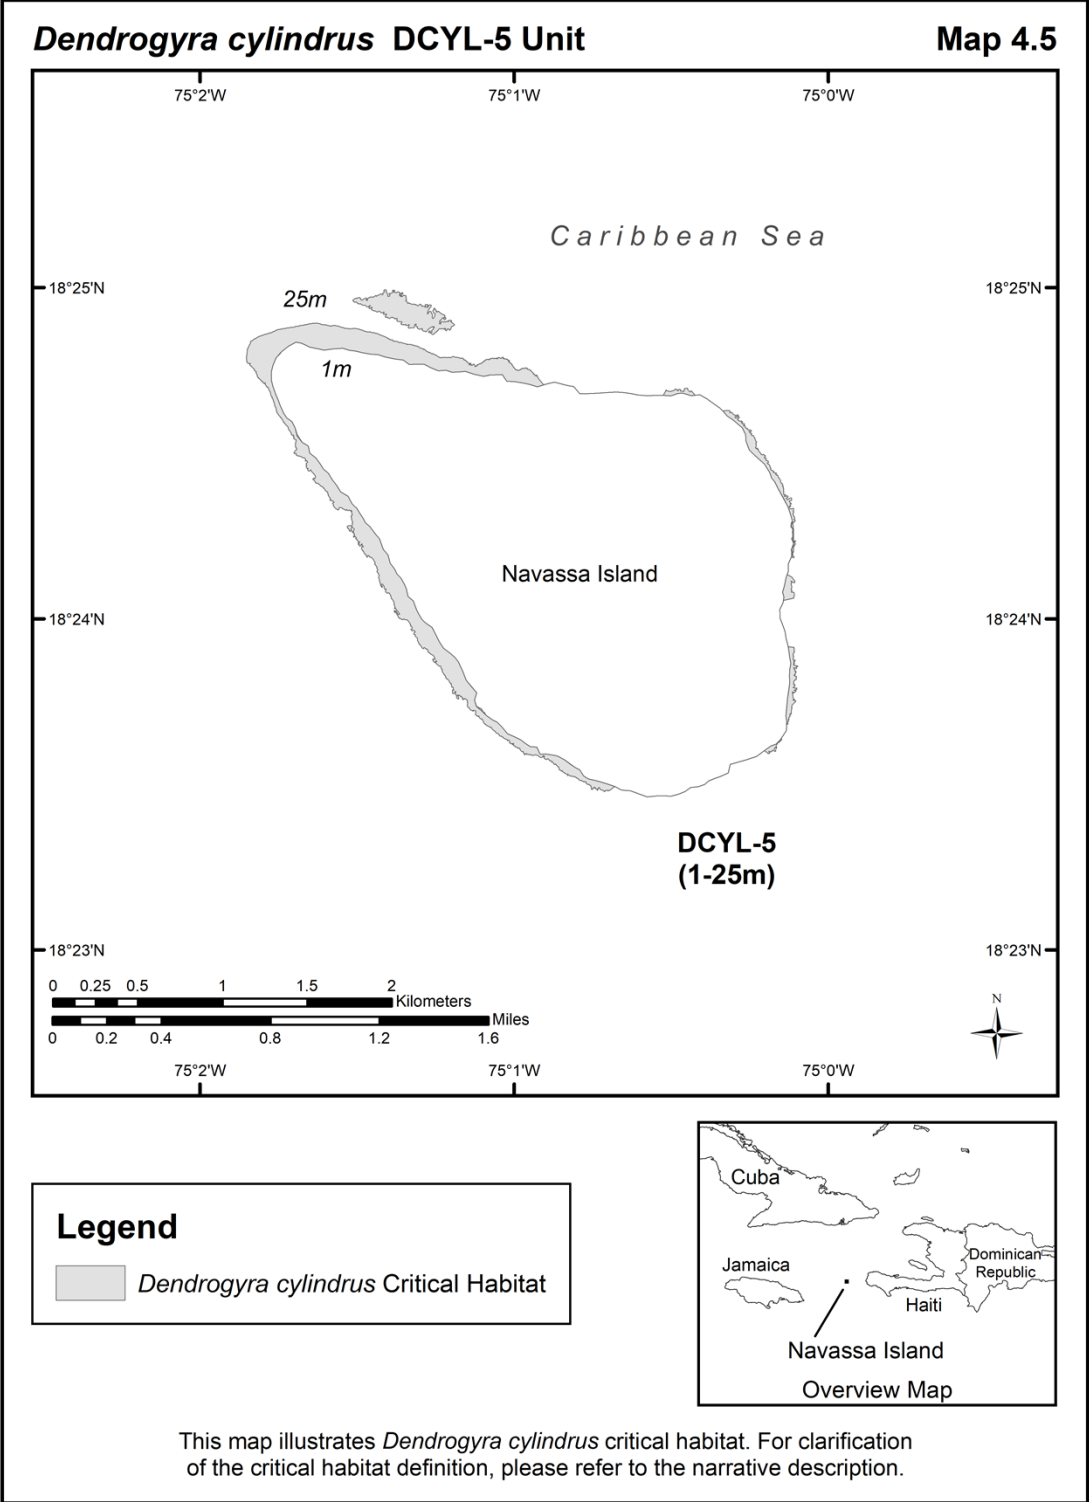 Dendrogyra cylindrus DCYL-5 Unit
Map 4.5
75°2'W 75°1'W 75°0'W
Caribbean Sea
18°25'N 18°25'N
25m
1m
Navassa Island
18°24'N 18°24'N
DCYL-5
(1-25m)
18°23'N 18°23'N
0 0.25 0.5 1 1.5 2
Kilometers
Miles
0 0.2 0.4 0.8 1.2 1.6
N
75°2'W 75°1'W 75°0'W
Legend
Dendrogyra cylindrus Critical Habitat
Cuba
Jamaica
Dominican
Republic
Haiti
Navassa Island
Overview Map
This map illustrates Dendrogyra cylindrus critical habitat. For clarification
of the critical habitat definition, please refer to the narrative description.